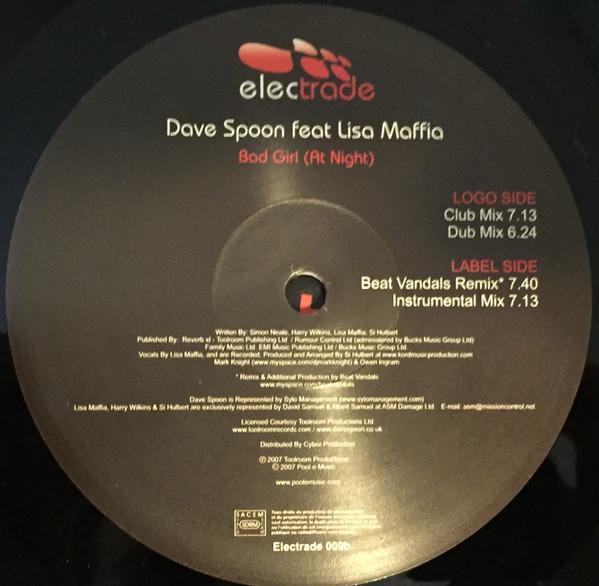 electrade
Dave Spoon feat Lisa Maffia
Bad Girl (At Night)
LOGO SIDE
Club Mix 7.13
Dub Mix 6.24
LABEL SIDE
Beat Vandals Remix* 7.40
Instrumental Mix 7.13
Written By: Simon Neale, Harry Wilkins, Lisa Maffia, Si Hulbert
Published By: Reverb xl - Toolroom Publishing Ltd / Rumour Control Ltd (administered by Bucks Music Group Ltd)
Family Music Ltd EMI Music Publishing Ltd / Bucks Music Group Ltd.
Vocals By Lisa Maffia, and are Recorded, Produced and Arranged By Si Hulbert at www.kordmusicproduction.com
Mark Knight (www.myspace.com/djmarkknight) & Owen Ingram
* Remix & Additional Production by Beat Vandals
www.myspace.com/beatvandals
Dave Spoon is Represented by Sylo Management (www.sylomanagement.com)
Lisa Maffia, Harry Wilkins & Si Hulbert are exclusively represented by David Samuel & Albert Samuel at ASM Damage Ltd. E-mail: asm@missioncontrol.net
Licensed Courtesy Toolroom Productions Ltd
www.toolroomrecords.com / www.davespoon.co.uk
Distributed By Cyber Production
℗ 2007 Toolroom Productions
© 2007 Pool e Music
www.poolemusic.com
SACEM
SDRM
Electrade 009b